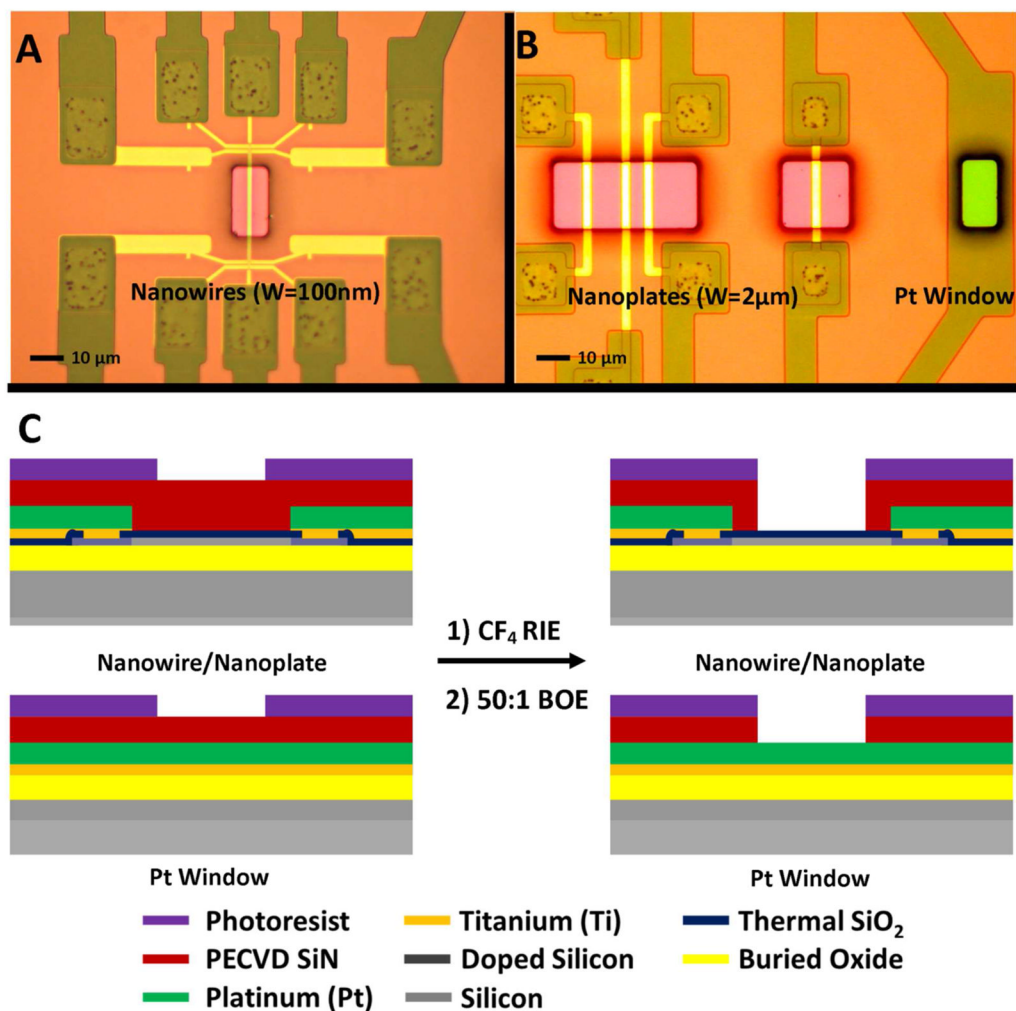 A
B
Nanowires (W=100nm)
Nanoplates (W=2μm)
Pt Window
10 μm
10 μm
C
1) CF₄ RIE
2) 50:1 BOE
Nanowire/Nanoplate
Nanowire/Nanoplate
Pt Window
Pt Window
Photoresist
Titanium (Ti)
Thermal SiO₂
PECVD SiN
Doped Silicon
Buried Oxide
Platinum (Pt)
Silicon